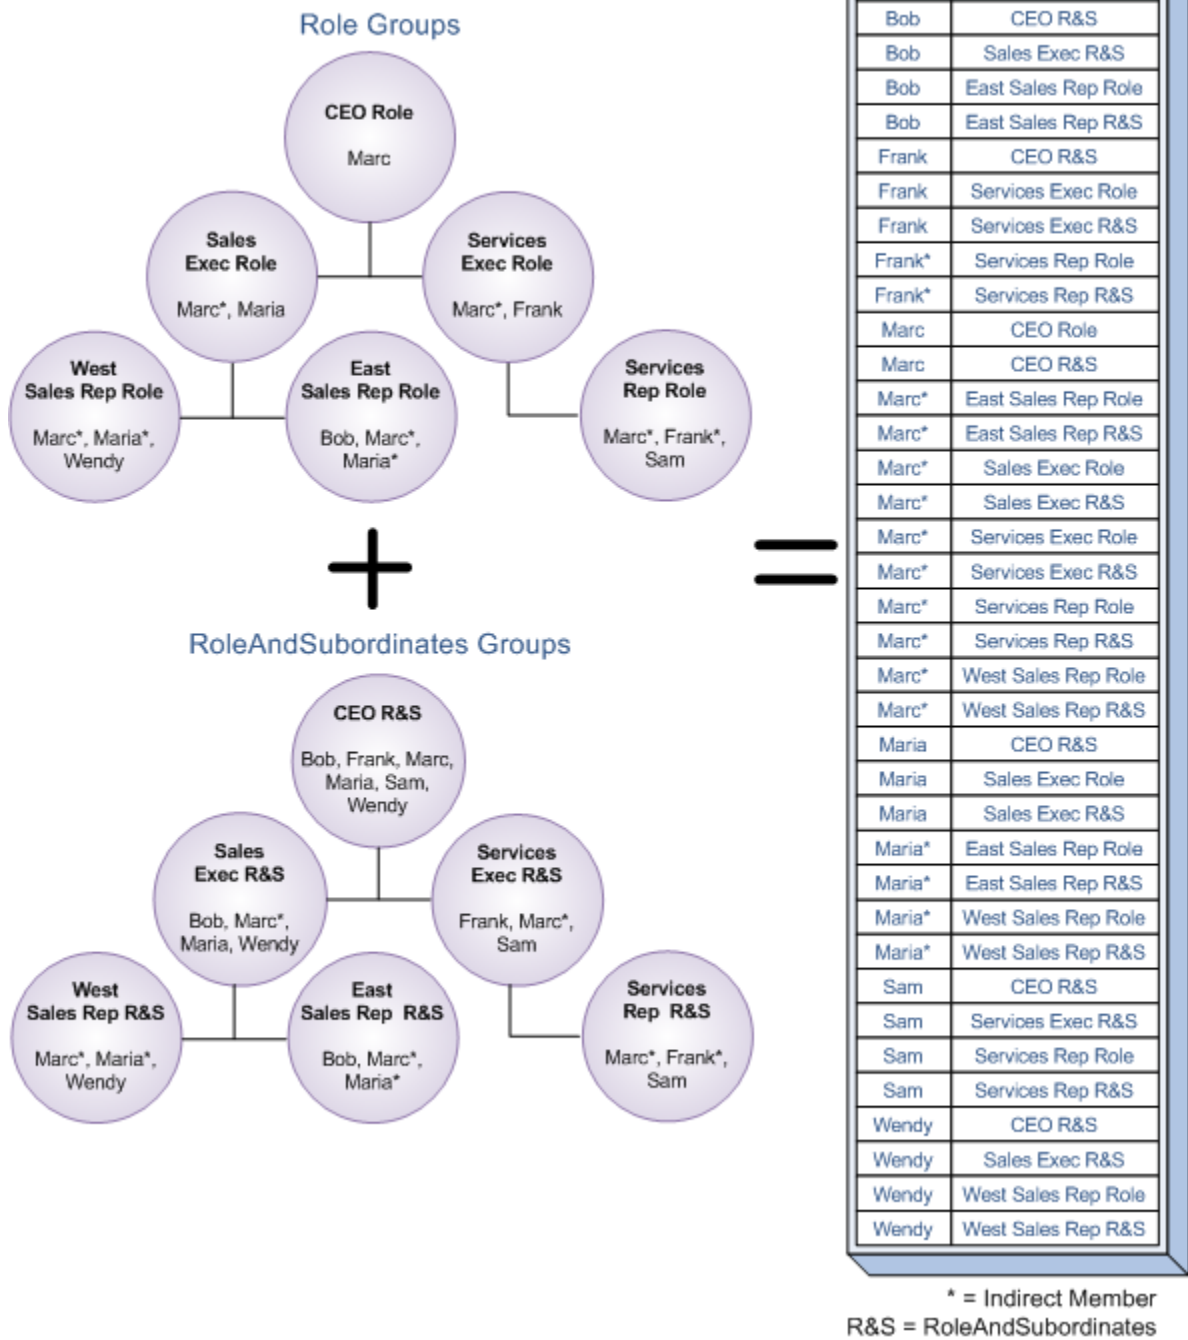 Role Groups
CEO Role
Marc
Sales
Exec Role
Marc*, Maria
Services
Exec Role
Marc*, Frank
West
Sales Rep Role
Marc*, Maria*,
Wendy
East
Sales Rep Role
Bob, Marc*,
Maria*
Services
Rep Role
Marc*, Frank*,
Sam
+
=
RoleAndSubordinates Groups
CEO R&S
Bob, Frank, Marc,
Maria, Sam,
Wendy
Sales
Exec R&S
Bob, Marc*,
Maria, Wendy
Services
Exec R&S
Frank, Marc*,
Sam
West
Sales Rep R&S
Marc*, Maria*,
Wendy
East
Sales Rep R&S
Bob, Marc*,
Maria*
Services
Rep R&S
Marc*, Frank*,
Sam
Bob CEO R&S
Bob Sales Exec R&S
Bob East Sales Rep Role
Bob East Sales Rep R&S
Frank CEO R&S
Frank Services Exec Role
Frank Services Exec R&S
Frank* Services Rep Role
Frank* Services Rep R&S
Marc CEO Role
Marc CEO R&S
Marc* East Sales Rep Role
Marc* East Sales Rep R&S
Marc* Sales Exec Role
Marc* Sales Exec R&S
Marc* Services Exec Role
Marc* Services Exec R&S
Marc* Services Rep Role
Marc* Services Rep R&S
Marc* West Sales Rep Role
Marc* West Sales Rep R&S
Maria CEO R&S
Maria Sales Exec Role
Maria Sales Exec R&S
Maria* East Sales Rep Role
Maria* East Sales Rep R&S
Maria* West Sales Rep Role
Maria* West Sales Rep R&S
Sam CEO R&S
Sam Services Exec R&S
Sam Services Rep Role
Sam Services Rep R&S
Wendy CEO R&S
Wendy Sales Exec R&S
Wendy West Sales Rep Role
Wendy West Sales Rep R&S
* = Indirect Member
R&S = RoleAndSubordinates